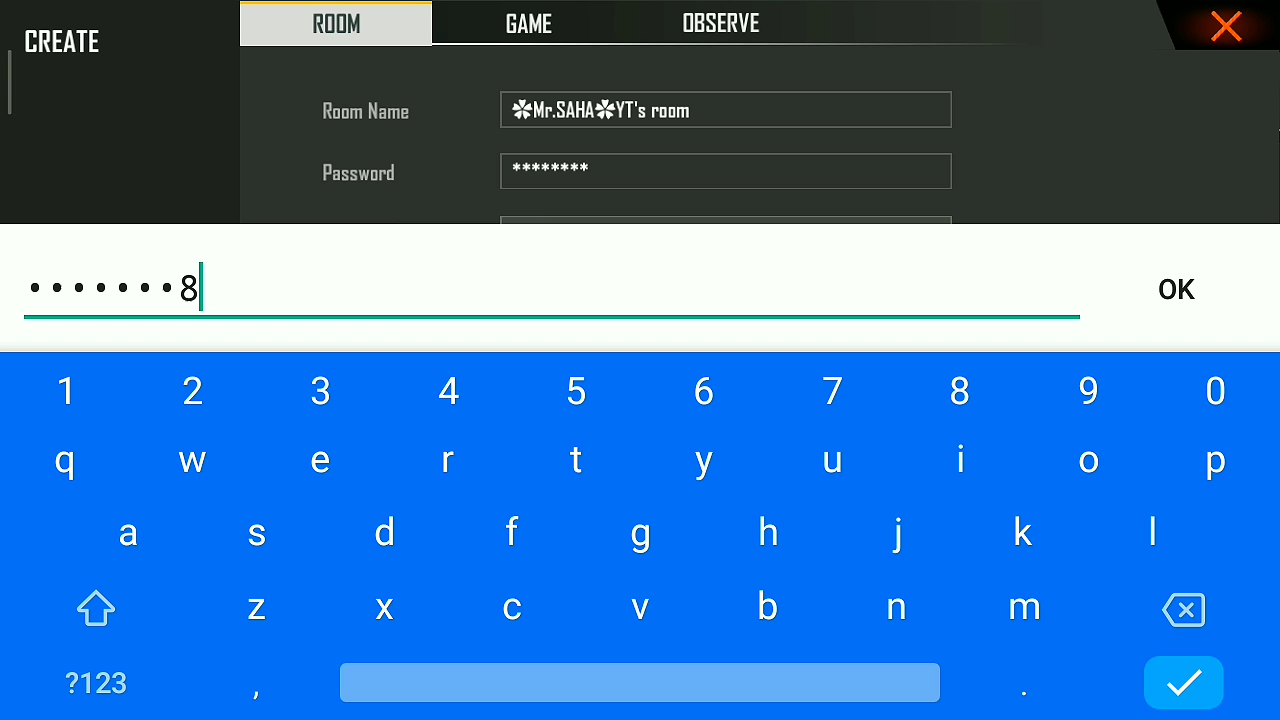 CREATE
ROOM GAME OBSERVE
Room Name ✽Mr.SAHA✽YT's room
Password ********
•••••••8 OK
1 2 3 4 5 6 7 8 9 0
q w e r t y u i o p
a s d f g h j k l
z x c v b n m
?123 , .